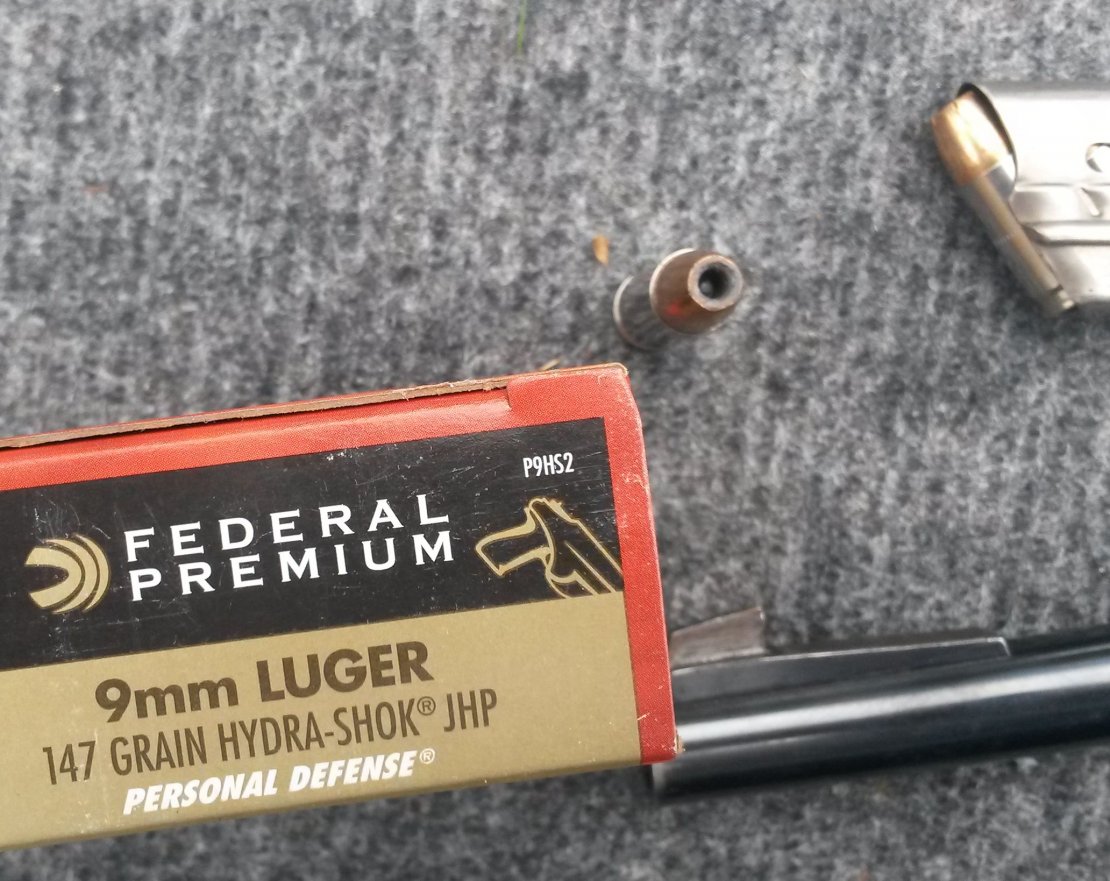 P9HS2
FEDERAL
PREMIUM
9mm LUGER
147 GRAIN HYDRA-SHOK® JHP
PERSONAL DEFENSE®